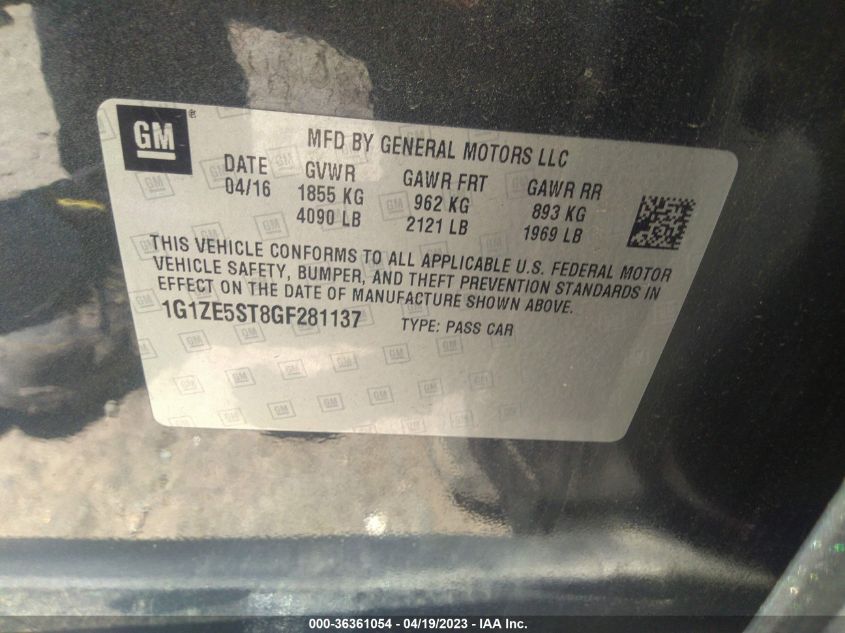 GM®
MFD BY GENERAL MOTORS LLC
DATE GVWR GAWR FRT GAWR RR
04/16 1855 KG 962 KG 893 KG
4090 LB 2121 LB 1969 LB
THIS VEHICLE CONFORMS TO ALL APPLICABLE U.S. FEDERAL MOTOR
VEHICLE SAFETY, BUMPER, AND THEFT PREVENTION STANDARDS IN
EFFECT ON THE DATE OF MANUFACTURE SHOWN ABOVE.
1G1ZE5ST8GF281137 TYPE: PASS CAR
000-36361054 - 04/19/2023 - IAA Inc.